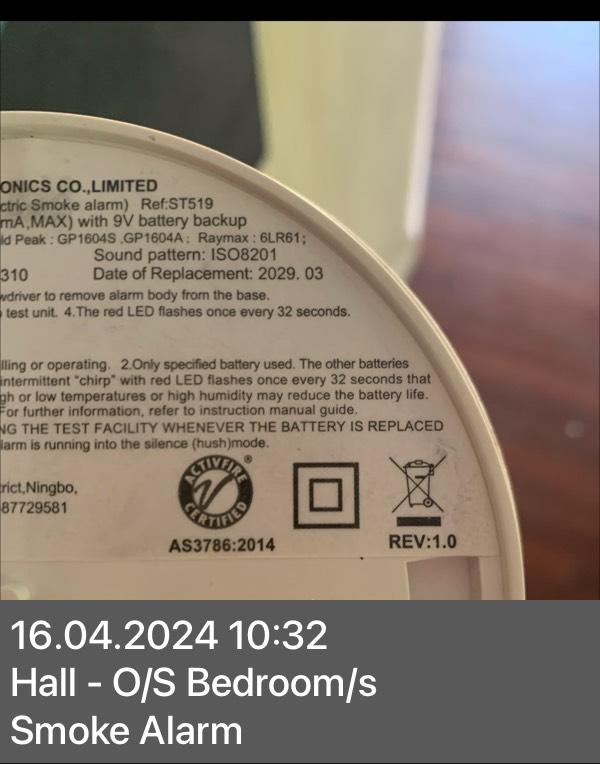 ONICS CO.,LIMITED
ctric Smoke alarm) Ref:ST519
mA,MAX) with 9V battery backup
ld Peak : GP1604S ,GP1604A ; Raymax : 6LR61;
Sound pattern: ISO8201
310 Date of Replacement: 2029. 03
wdriver to remove alarm body from the base.
test unit. 4.The red LED flashes once every 32 seconds.
lling or operating. 2.Only specified battery used. The other batteries
intermittent "chirp" with red LED flashes once every 32 seconds that
gh or low temperatures or high humidity may reduce the battery life.
For further information, refer to instruction manual guide.
NG THE TEST FACILITY WHENEVER THE BATTERY IS REPLACED
larm is running into the silence (hush)mode.
trict,Ningbo,
87729581
ACTIVFIRE ®
CERTIFIED
AS3786:2014
REV:1.0
16.04.2024 10:32
Hall - O/S Bedroom/s
Smoke Alarm